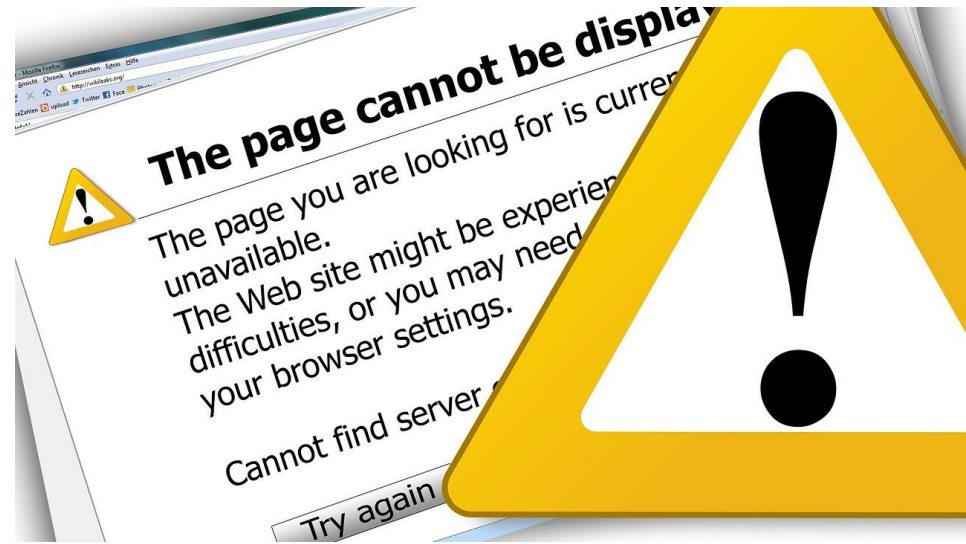 - Mozilla Firefox
Ansicht Chronik Lesezeichen Extras Hilfe
http://wikileaks.org/
upload Twitter Face
The page cannot be
The page you are looking for is
unavailable.
The Web site might be
difficulties, or you may need
your browser settings.
Cannot find server
Try again